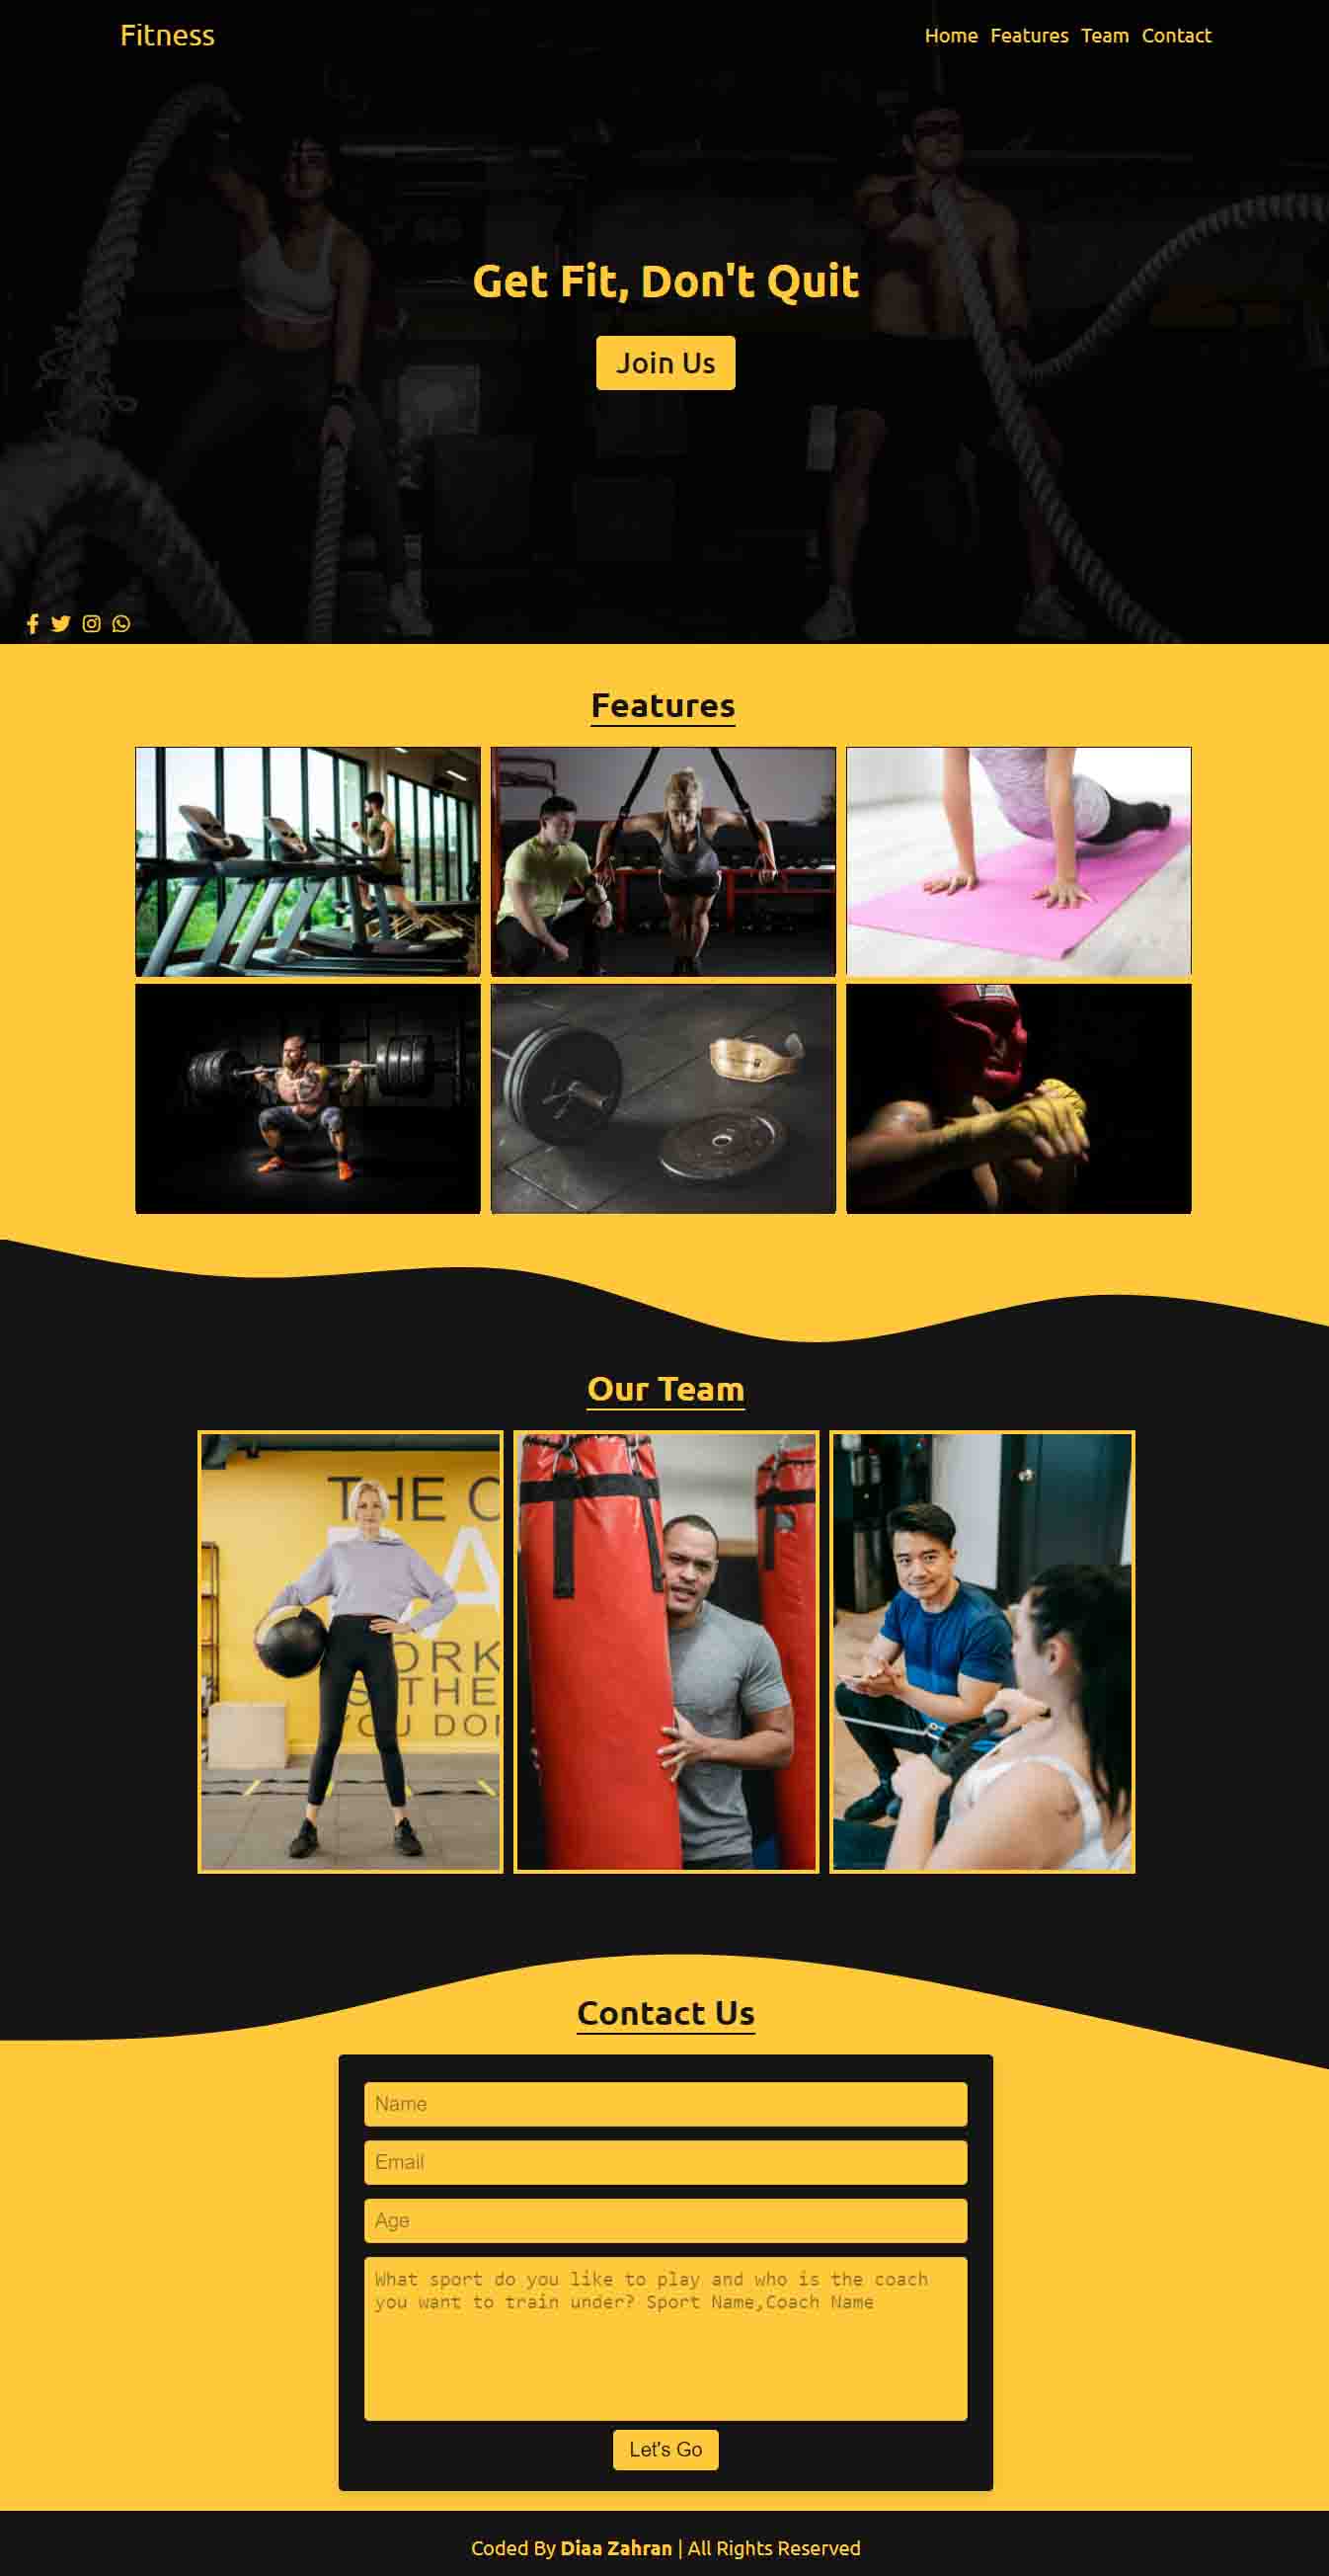 Fitness
Home Features Team Contact
Get Fit, Don't Quit
Join Us
Features
Our Team
THE C
A
ORK
S THE
YOU DO
Contact Us
Name
Email
Age
What sport do you like to play and who is the coach
you want to train under? Sport Name,Coach Name
Let's Go
Coded By Diaa Zahran | All Rights Reserved